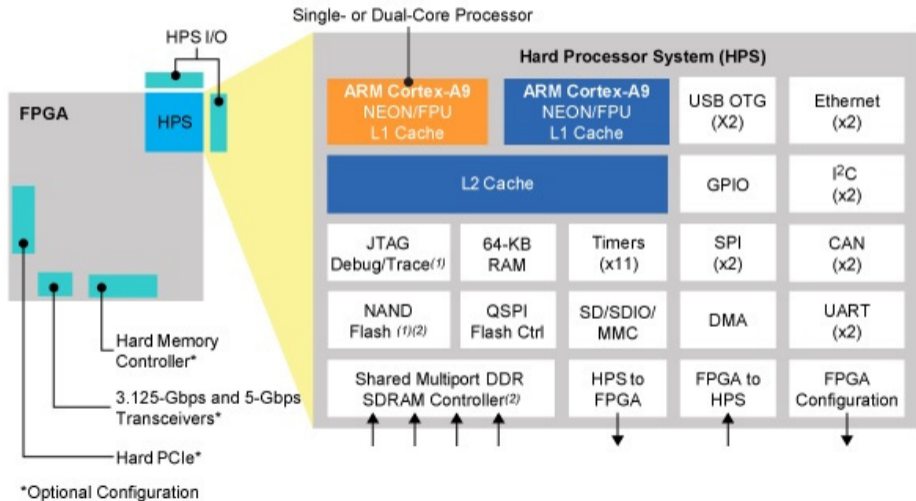 Single- or Dual-Core Processor
HPS I/O
FPGA
HPS
Hard Processor System (HPS)
ARM Cortex-A9
NEON/FPU
L1 Cache
ARM Cortex-A9
NEON/FPU
L1 Cache
USB OTG
(X2)
Ethernet
(x2)
L2 Cache
GPIO
I²C
(x2)
JTAG
Debug/Trace(1)
64-KB
RAM
Timers
(x11)
SPI
(x2)
CAN
(x2)
NAND
Flash (1)(2)
QSPI
Flash Ctrl
SD/SDIO/
MMC
DMA
UART
(x2)
Shared Multiport DDR
SDRAM Controller(2)
HPS to
FPGA
FPGA to
HPS
FPGA
Configuration
Hard Memory
Controller*
3.125-Gbps and 5-Gbps
Transceivers*
Hard PCIe*
*Optional Configuration